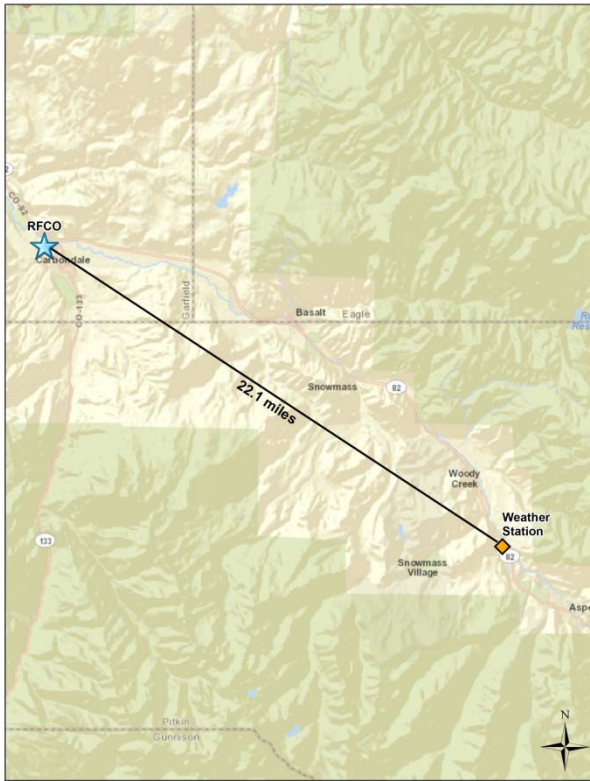 CO-82
RFCO
Carbondale
CO-133
Garfield
Basalt
Eagle
22.1 miles
Snowmass
82
Woody
Creek
Weather
Station
133
82
Snowmass
Village
Pitkin
Gunnison
N